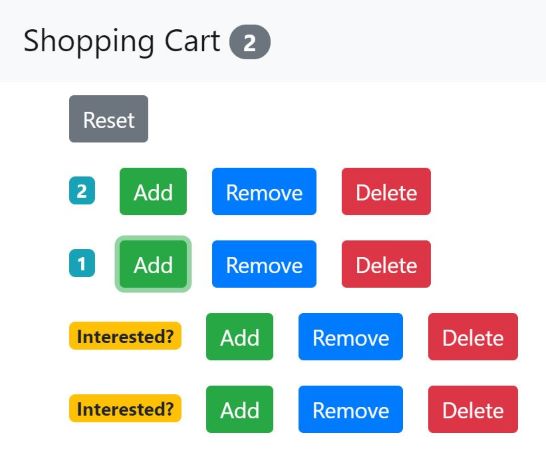 Shopping Cart 2
Reset
2 Add Remove Delete
1 Add Remove Delete
Interested? Add Remove Delete
Interested? Add Remove Delete